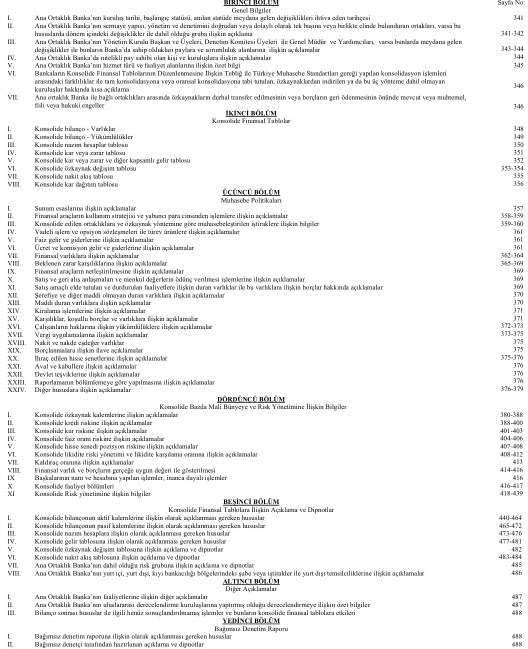 BİRİNCİ BÖLÜM Sayfa No:
Genel Bilgiler
I. Ana Ortaklık Banka'nın kuruluş tarihi, başlangıç statüsü, anılan statüde meydana gelen değişiklikleri ihtiva eden tarihçesi 341
II. Ana Ortaklık Banka'nın sermaye yapısı, yönetim ve denetimini doğrudan veya dolaylı olarak tek başına veya birlikte elinde bulunduran ortakları, varsa bu
hususlarda dönem içindeki değişiklikler ile dahil olduğu gruba ilişkin açıklama 341-342
III. Ana Ortaklık Banka'nın Yönetim Kurulu Başkan ve Üyeleri, Denetim Komitesi Üyeleri ile Genel Müdür ve Yardımcıları, varsa bunlarda meydana gelen
değişiklikler ile bunların Banka'da sahip oldukları paylara ve sorumluluk alanlarına ilişkin açıklamalar 343-344
IV. Ana Ortaklık Banka'da nitelikli pay sahibi olan kişi ve kuruluşlara ilişkin açıklamalar 344
V. Ana Ortaklık Banka'nın hizmet türü ve faaliyet alanlarına ilişkin özet bilgi 345
VI. Bankaların Konsolide Finansal Tablolarının Düzenlenmesine İlişkin Tebliğ ile Türkiye Muhasebe Standartları gereği yapılan konsolidasyon işlemleri
arasındaki farklılıklar ile tam konsolidasyona veya oransal konsolidasyona tabi tutulan, özkaynaklardan indirilen ya da bu üç yönteme dahil olmayan
kuruluşlar hakkında kısa açıklama 346
VII. Ana ortaklık Banka ile bağlı ortaklıkları arasında özkaynakların derhal transfer edilmesinin veya borçların geri ödenmesinin önünde mevcut veya muhtemel,
fiili veya hukuki engeller 346
İKİNCİ BÖLÜM
Konsolide Finansal Tablolar
I. Konsolide bilanço - Varlıklar 348
II. Konsolide bilanço - Yükümlülükler 349
III. Konsolide nazım hesaplar tablosu 350
IV. Konsolide kar veya zarar tablosu 351
V. Konsolide kar veya zarar ve diğer kapsamlı gelir tablosu 352
VI. Konsolide özkaynak değişim tablosu 353-354
VII. Konsolide nakit akış tablosu 355
VIII. Konsolide kar dağıtım tablosu 356
ÜÇÜNCÜ BÖLÜM
Muhasebe Politikaları
I. Sunum esaslarına ilişkin açıklamalar 357
II. Finansal araçların kullanım stratejisi ve yabancı para cinsinden işlemlere ilişkin açıklamalar 358-359
III. Konsolide edilen ortaklıklara ve özkaynak yöntemine göre muhasebeleştirilen iştiraklere ilişkin bilgiler 359-360
IV. Vadeli işlem ve opsiyon sözleşmeleri ile türev ürünlere ilişkin açıklamalar 361
V. Faiz gelir ve giderlerine ilişkin açıklamalar 361
VI. Ücret ve komisyon gelir ve giderlerine ilişkin açıklamalar 361
VII. Finansal varlıklara ilişkin açıklamalar 362-364
VIII. Beklenen zarar karşılıklarına ilişkin açıklamalar 365-369
IX. Finansal araçların netleştirilmesine ilişkin açıklamalar 369
X. Satış ve geri alış anlaşmaları ve menkul değerlerin ödünç verilmesi işlemlerine ilişkin açıklamalar 369
XI. Satış amaçlı elde tutulan ve durdurulan faaliyetlere ilişkin duran varlıklar ile bu varlıklara ilişkin borçlar hakkında açıklamalar 369
XII. Şerefiye ve diğer maddi olmayan duran varlıklara ilişkin açıklamalar 370
XIII. Maddi duran varlıklara ilişkin açıklamalar 370
XIV. Kiralama işlemlerine ilişkin açıklamalar 371
XV. Karşılıklar, koşullu borçlar ve varlıklara ilişkin açıklamalar 371
XVI. Çalışanların haklarına ilişkin yükümlülüklere ilişkin açıklamalar 372-373
XVII. Vergi uygulamalarına ilişkin açıklamalar 373-375
XVIII. Nakit ve nakde eşdeğer varlıklar 375
XIX. Borçlanmalara ilişkin ilave açıklamalar 375
XX. İhraç edilen hisse senetlerine ilişkin açıklamalar 375-376
XXI. Aval ve kabullere ilişkin açıklamalar 376
XXII. Devlet teşviklerine ilişkin açıklamalar 376
XXIII. Raporlamanın bölümlemeye göre yapılmasına ilişkin açıklamalar 376
XXIV. Diğer hususlara ilişkin açıklamalar 376-379
DÖRDÜNCÜ BÖLÜM
Konsolide Bazda Mali Bünyeye ve Risk Yönetimine İlişkin Bilgiler
I. Konsolide özkaynak kalemlerine ilişkin açıklamalar 380-388
II. Konsolide kredi riskine ilişkin açıklamalar 388-400
III. Konsolide kur riskine ilişkin açıklamalar 401-403
IV. Konsolide faiz oranı riskine ilişkin açıklamalar 404-406
V. Konsolide hisse senedi pozisyon riskine ilişkin açıklamalar 407-408
VI. Konsolide likidite riski yönetimi ve likidite karşılama oranına ilişkin açıklamalar 408-412
VII. Kaldıraç oranına ilişkin açıklamalar 413
VIII. Finansal varlık ve borçların gerçeğe uygun değeri ile gösterilmesi 414-416
IX Başkalarının nam ve hesabına yapılan işlemler, inanca dayalı işlemler 416
X Konsolide faaliyet bölümleri 416-417
XI Konsolide Risk yönetimine ilişkin bilgiler 418-439
BEŞİNCİ BÖLÜM
Konsolide Finansal Tablolara İlişkin Açıklama ve Dipnotlar
I. Konsolide bilançonun aktif kalemlerine ilişkin olarak açıklanması gereken hususlar 440-464
II. Konsolide bilançonun pasif kalemlerine ilişkin olarak açıklanması gereken hususlar 465-472
III. Konsolide nazım hesaplara ilişkin olarak açıklanması gereken hususlar 473-476
IV. Konsolide gelir tablosuna ilişkin olarak açıklanması gereken hususlar 477-481
V. Konsolide özkaynak değişim tablosuna ilişkin açıklama ve dipnotlar 482
VI. Konsolide nakit akış tablosuna ilişkin açıklama ve dipnotlar 483-484
VII. Ana Ortaklık Banka'nın dahil olduğu risk grubuna ilişkin açıklamalar 485
VIII. Ana Ortaklık Banka'nın yurt içi, yurt dışı, kıyı bankacılığı bölgelerindeki şube veya iştirakler ile yurt dışı temsilciliklerine ilişkin açıklamalar 486
ALTINCI BÖLÜM
Diğer Açıklamalar
I. Ana Ortaklık Banka'nın faaliyetlerine ilişkin diğer açıklamalar 487
II. Ana Ortaklık Banka'nın uluslararası derecelendirme kuruluşlarına yaptırmış olduğu derecelendirmeye ilişkin özet bilgiler 487
III. Bilanço sonrası hususlar ile ilgili henüz sonuçlandırılmamış işlemler ve bunların konsolide finansal tablolara etkileri 488
YEDİNCİ BÖLÜM
Bağımsız Denetim Raporu
I. Bağımsız denetim raporuna ilişkin olarak açıklanması gereken hususlar 488
II. Bağımsız denetçi tarafından hazırlanan açıklama ve dipnotlar 488